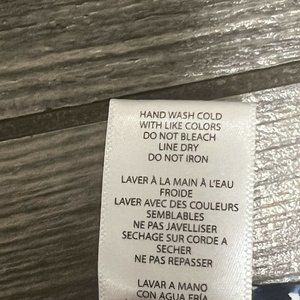 HAND WASH COLD
WITH LIKE COLORS
DO NOT BLEACH
LINE DRY
DO NOT IRON
LAVER À LA MAIN À L'EAU
FROIDE
LAVER AVEC DES COULEURS
SEMBLABLES
NE PAS JAVELLISER
SECHAGE SUR CORDE A
SECHER
NE PAS REPASSER
LAVAR A MANO
CON AGUA FRÍA